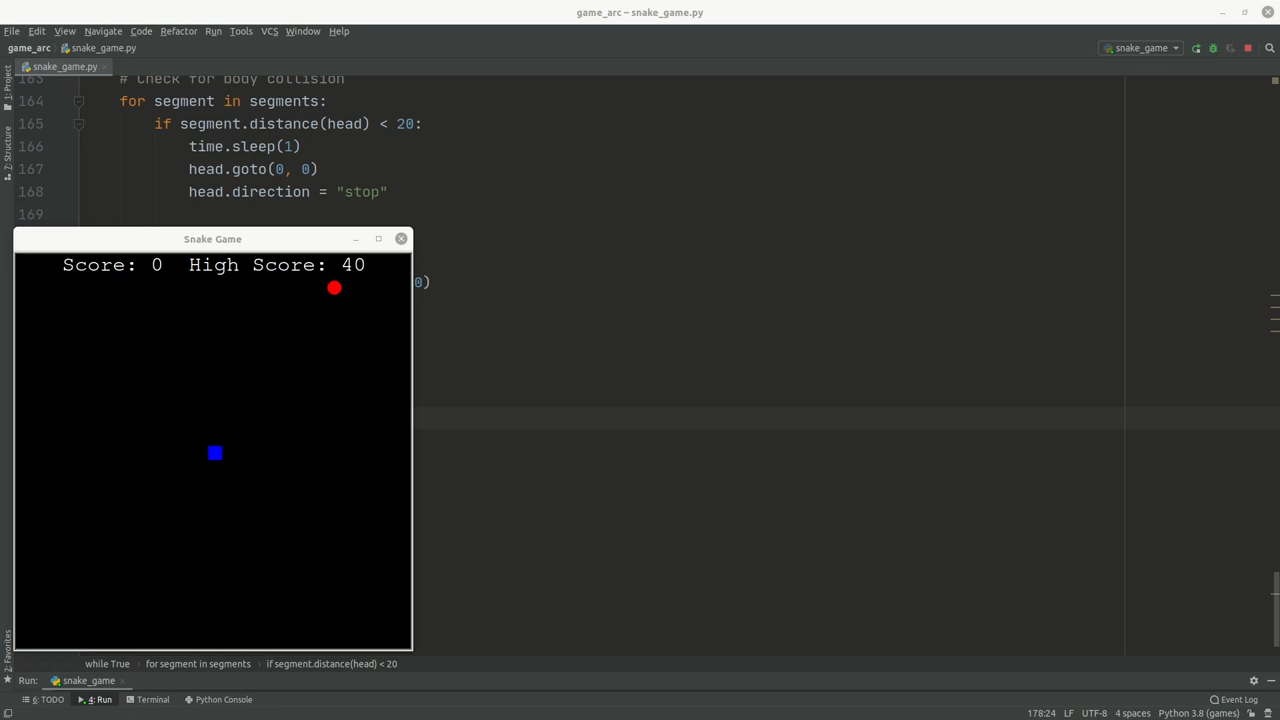 game_arc – snake_game.py
File Edit View Navigate Code Refactor Run Tools VCS Window Help
game_arc snake_game.py
snake_game
snake_game.py
1: Project
7: Structure
2: Favorites
163 # Check for body collision
164 for segment in segments:
165 if segment.distance(head) < 20:
166 time.sleep(1)
167 head.goto(0, 0)
168 head.direction = "stop"
169
Snake Game
Score: 0 High Score: 40
0)
while True for segment in segments if segment.distance(head) < 20
Run: snake_game
6: TODO 4: Run Terminal Python Console Event Log
178:24 LF UTF-8 4 spaces Python 3.8 (games)